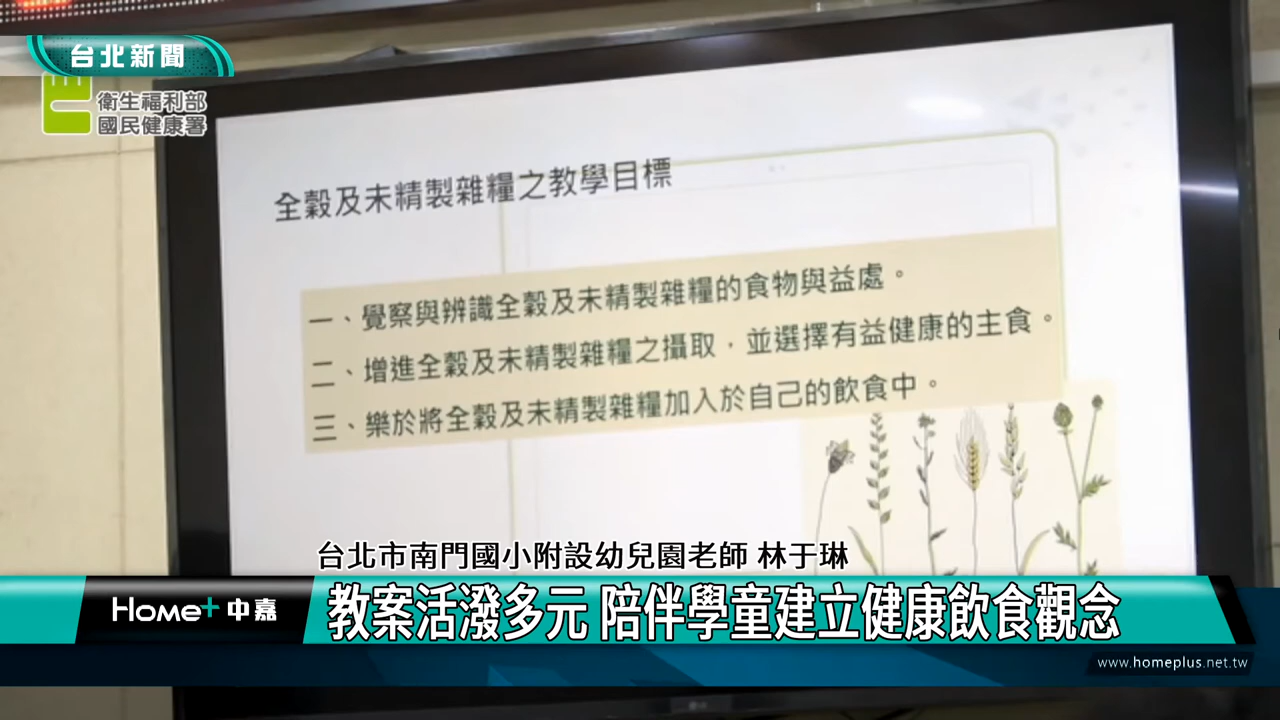 台北新聞
衛生福利部
國民健康署
全穀及未精製雜糧之教學目標
一、覺察與辨識全穀及未精製雜糧的食物與益處。
二、增進全穀及未精製雜糧之攝取，並選擇有益健康的主食。
三、樂於將全穀及未精製雜糧加入於自己的飲食中。
台北市南門國小附設幼兒園老師 林于琳
Home+中嘉
教案活潑多元 陪伴學童建立健康飲食觀念
www.homeplus.net.tw
LG